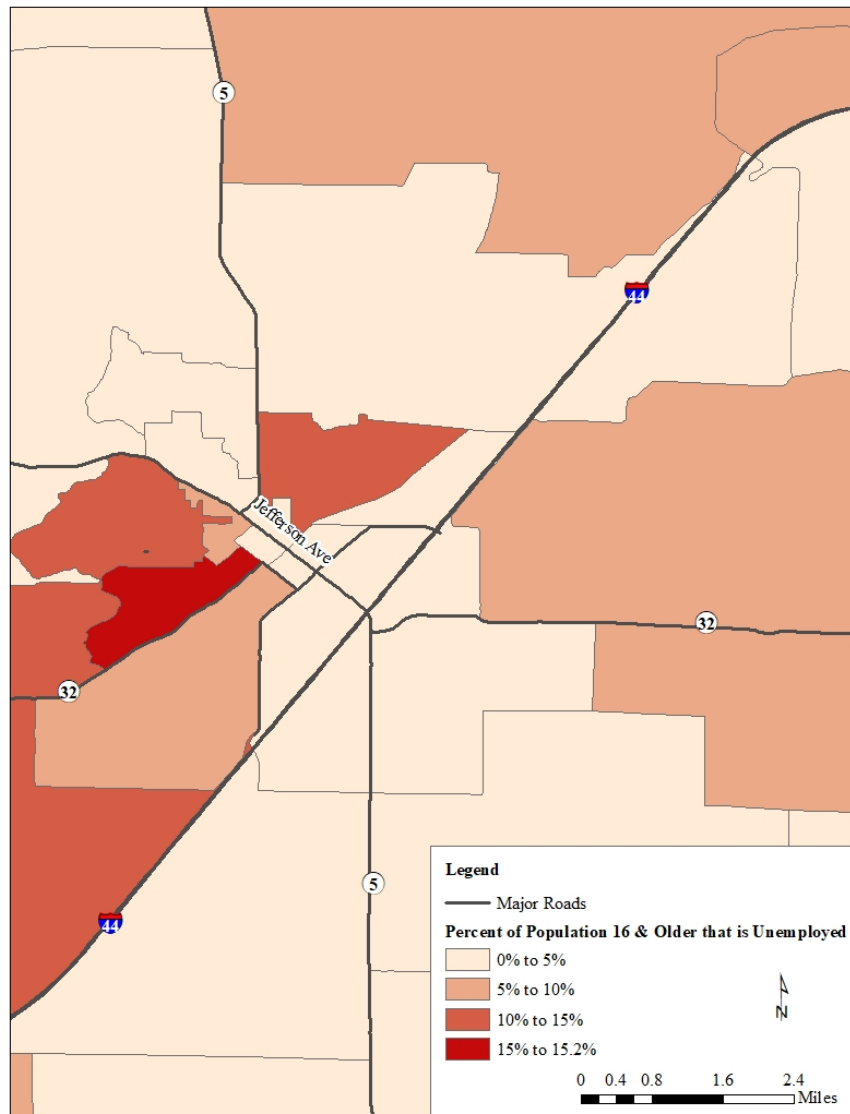 5
44
Jefferson Ave
32
32
5
44
Legend
Major Roads
Percent of Population 16 & Older that is Unemployed
0% to 5%
5% to 10%
10% to 15%
15% to 15.2%
N
0 0.4 0.8 1.6 2.4
Miles